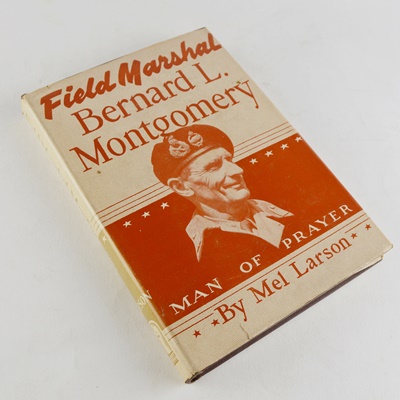 Field Marshal
Bernard L.
Montgomery
MAN OF PRAYER
By Mel Larson